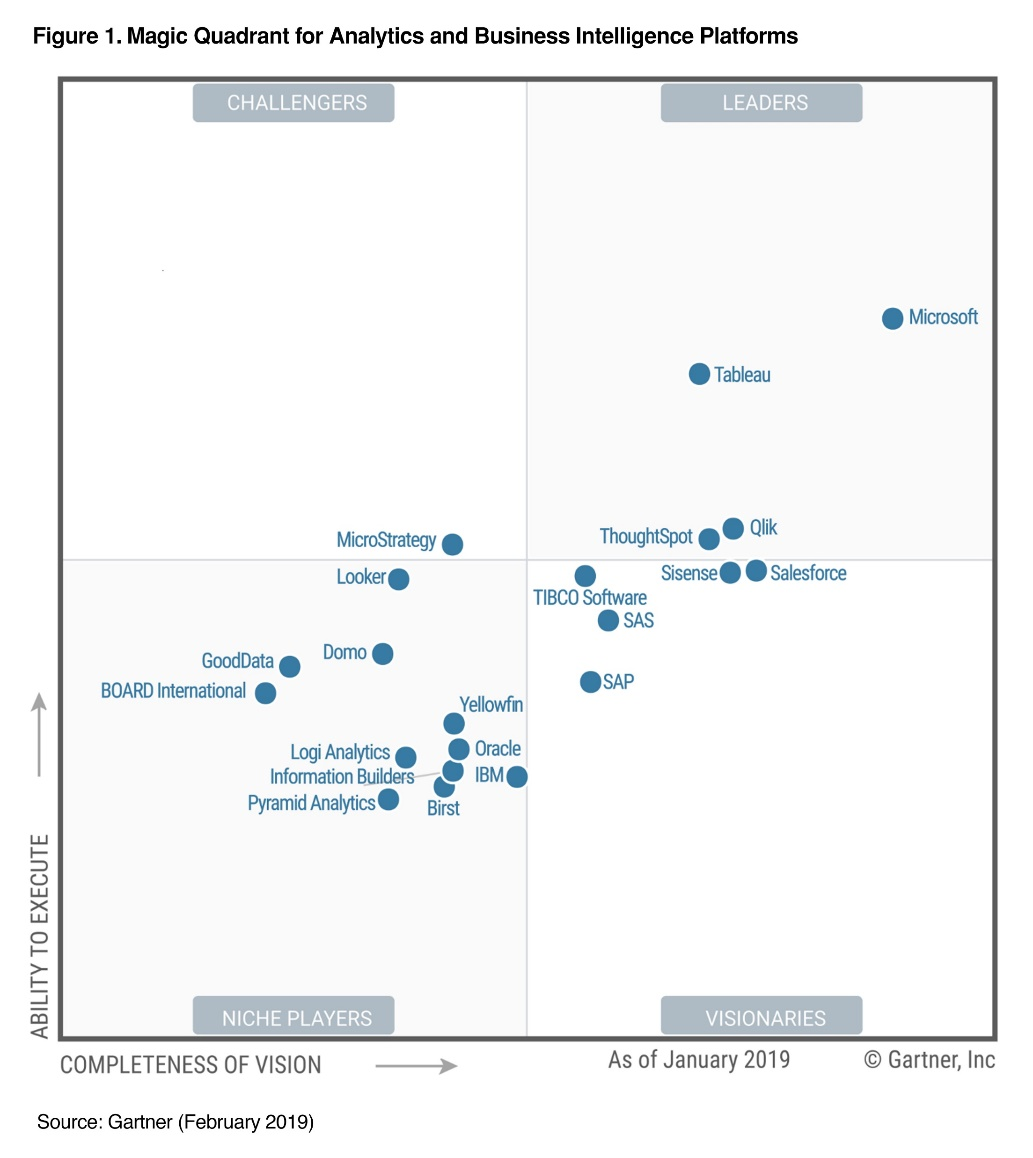 Figure 1. Magic Quadrant for Analytics and Business Intelligence Platforms
CHALLENGERS
LEADERS
Microsoft
Tableau
MicroStrategy
ThoughtSpot
Qlik
Looker
Sisense
Salesforce
TIBCO Software
SAS
Domo
GoodData
BOARD International
SAP
Yellowfin
Logi Analytics
Oracle
Information Builders
IBM
Pyramid Analytics
Birst
ABILITY TO EXECUTE
NICHE PLAYERS
VISIONARIES
COMPLETENESS OF VISION
As of January 2019
© Gartner, Inc
Source: Gartner (February 2019)